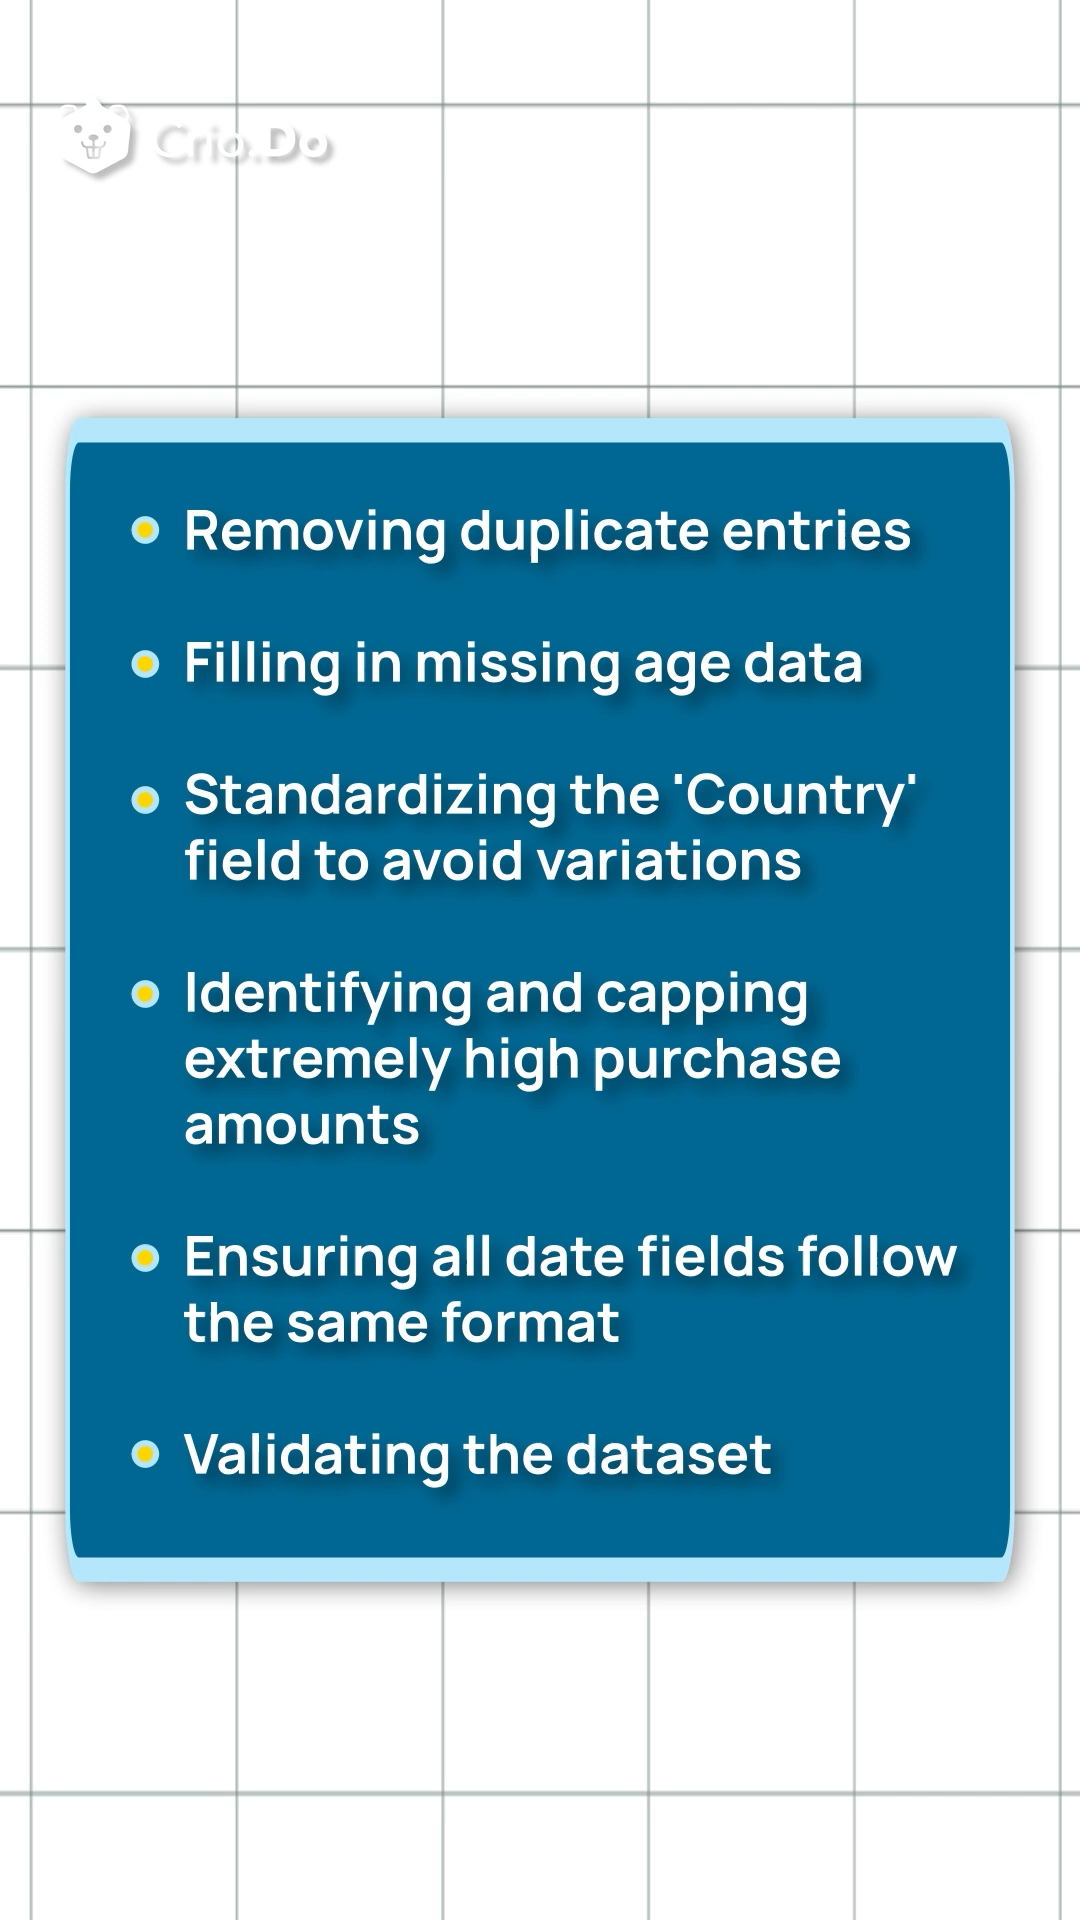 Crio.Do
Removing duplicate entries
Filling in missing age data
Standardizing the 'Country'
field to avoid variations
Identifying and capping
extremely high purchase
amounts
Ensuring all date fields follow
the same format
Validating the dataset